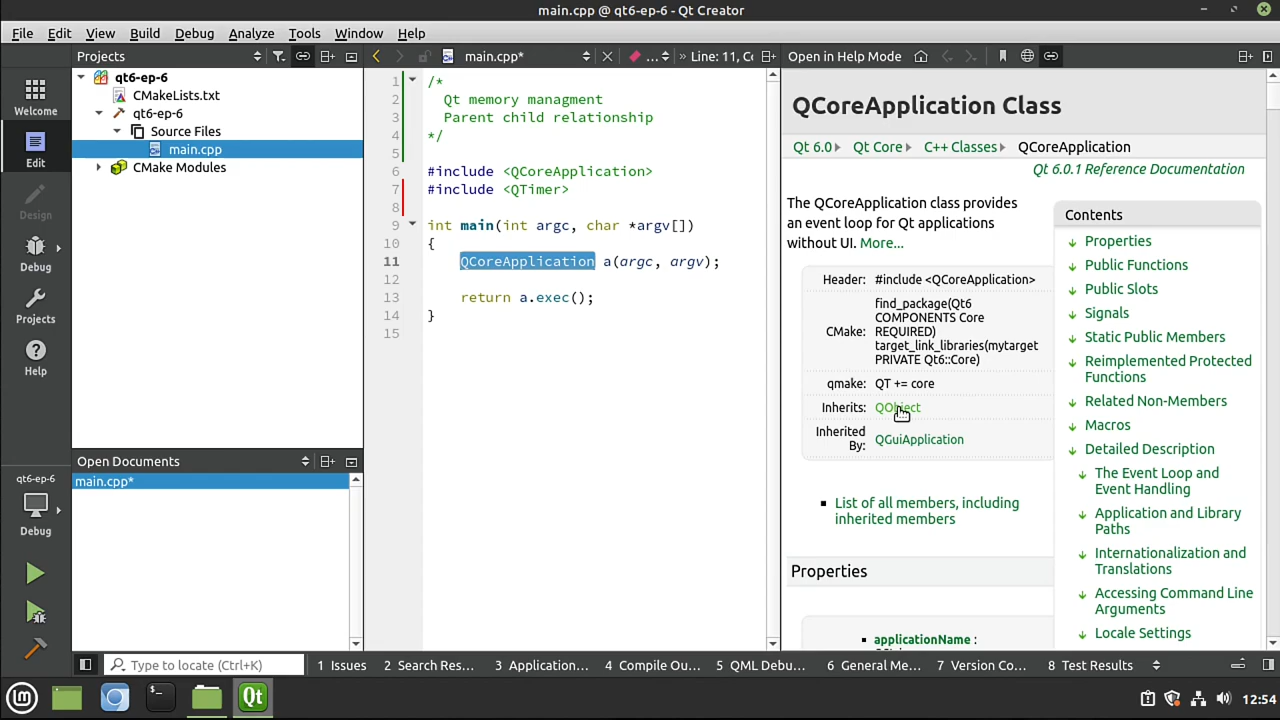 main.cpp @ qt6-ep-6 - Qt Creator
File Edit View Build Debug Analyze Tools Window Help
Projects
main.cpp*
... » Line: 11, Cc
Open in Help Mode
Welcome
Edit
Design
Debug
Projects
Help
qt6-ep-6
Debug
qt6-ep-6
CMakeLists.txt
qt6-ep-6
Source Files
main.cpp
CMake Modules
Open Documents
main.cpp*
1 /*
2 Qt memory managment
3 Parent child relationship
4 */
5
6 #include <QCoreApplication>
7 #include <QTimer>
8
9 int main(int argc, char *argv[])
10 {
11 QCoreApplication a(argc, argv);
12
13 return a.exec();
14 }
15
QCoreApplication Class
Qt 6.0 Qt Core C++ Classes QCoreApplication
Qt 6.0.1 Reference Documentation
The QCoreApplication class provides
an event loop for Qt applications
without UI. More...
Header: #include <QCoreApplication>
CMake: find_package(Qt6
COMPONENTS Core
REQUIRED)
target_link_libraries(mytarget
PRIVATE Qt6::Core)
qmake: QT += core
Inherits: QObject
Inherited
By: QGuiApplication
List of all members, including
inherited members
Properties
applicationName :
Contents
Properties
Public Functions
Public Slots
Signals
Static Public Members
Reimplemented Protected
Functions
Related Non-Members
Macros
Detailed Description
The Event Loop and
Event Handling
Application and Library
Paths
Internationalization and
Translations
Accessing Command Line
Arguments
Locale Settings
Type to locate (Ctrl+K)
1 Issues 2 Search Res... 3 Application... 4 Compile Ou... 5 QML Debu... 6 General Me... 7 Version Co... 8 Test Results
Qt
12:54